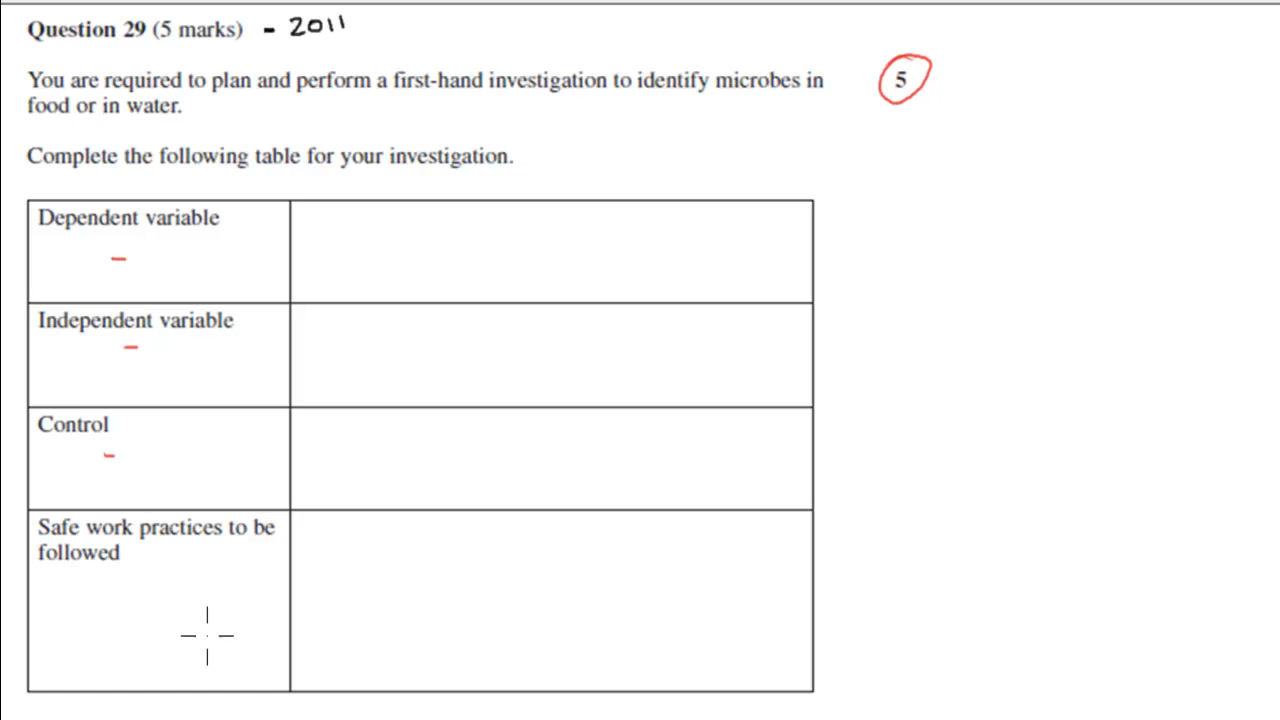 Question 29 (5 marks) - 2011
You are required to plan and perform a first-hand investigation to identify microbes in 5
food or in water.
Complete the following table for your investigation.
Dependent variable
Independent variable
Control
Safe work practices to be
followed